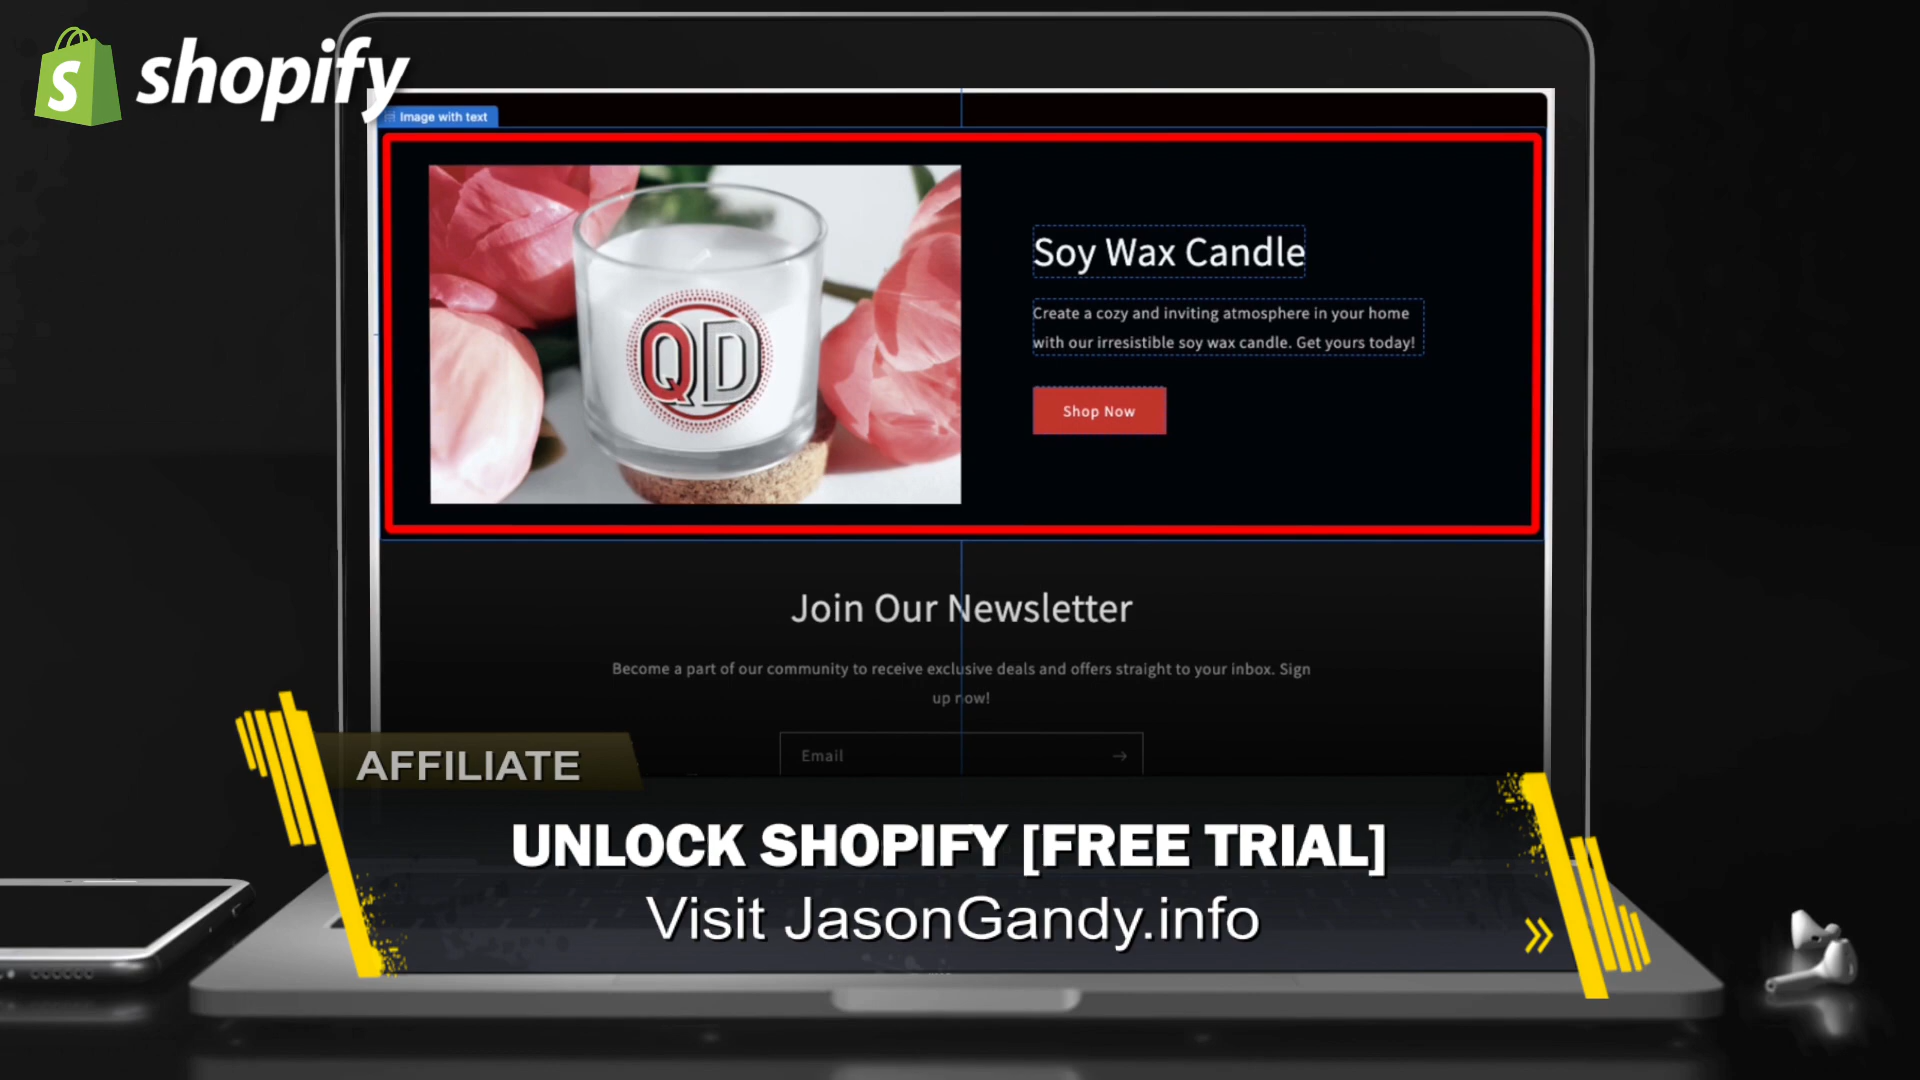 shopify
Image with text
QD
Soy Wax Candle
Create a cozy and inviting atmosphere in your home
with our irresistible soy wax candle. Get yours today!
Shop Now
Join Our Newsletter
Become a part of our community to receive exclusive deals and offers straight to your inbox. Sign
up now!
Email
AFFILIATE
UNLOCK SHOPIFY [FREE TRIAL]
Visit JasonGandy.info